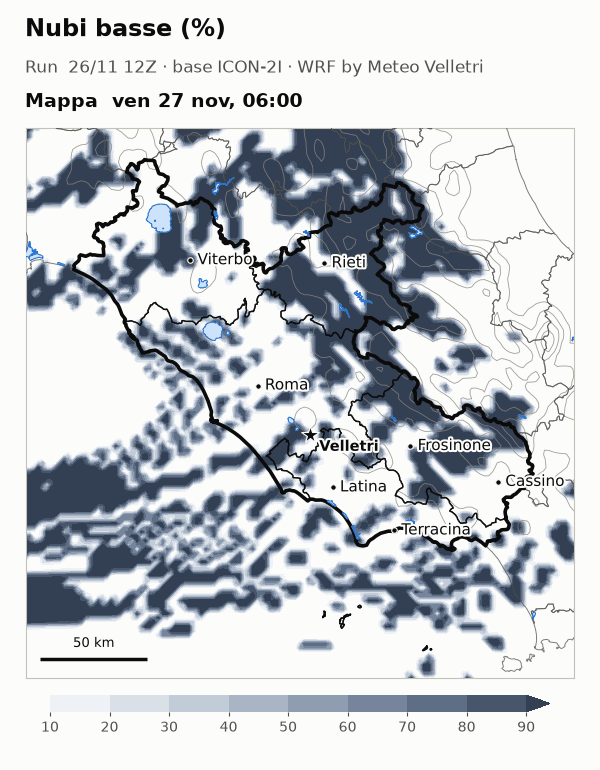 Nubi basse (%)
Run  26/11 12Z · base ICON-2I · WRF by Meteo Velletri
Mappa  ven 27 nov, 06:00
Viterbo
Rieti
Roma
Velletri
Frosinone
Latina
Cassino
Terracina
50 km
10 20 30 40 50 60 70 80 90